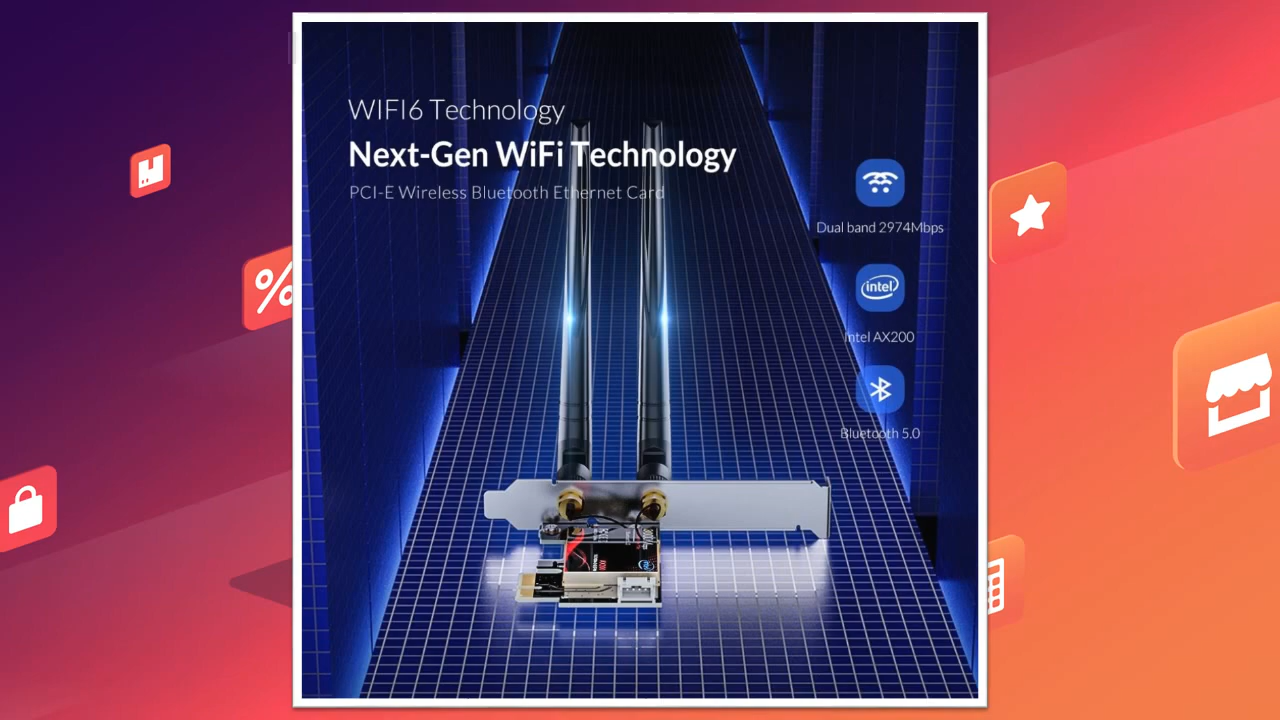 WIFI6 Technology
Next-Gen WiFi Technology
PCI-E Wireless Bluetooth Ethernet Card
Dual band 2974Mbps
intel
Intel AX200
Bluetooth 5.0